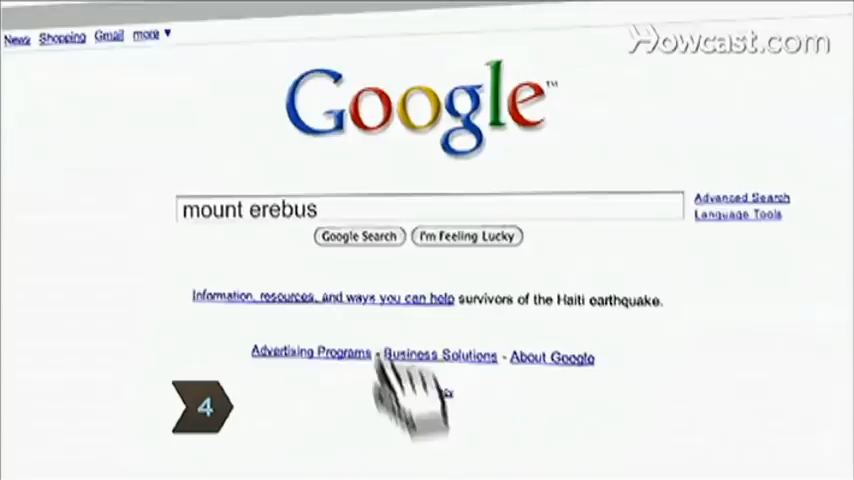 News Shopping Gmail more ▼
Howcast.com
Google™
mount erebus
Advanced Search
Language Tools
Google Search I'm Feeling Lucky
Information, resources, and ways you can help survivors of the Haiti earthquake.
Advertising Programs - Business Solutions - About Google
4